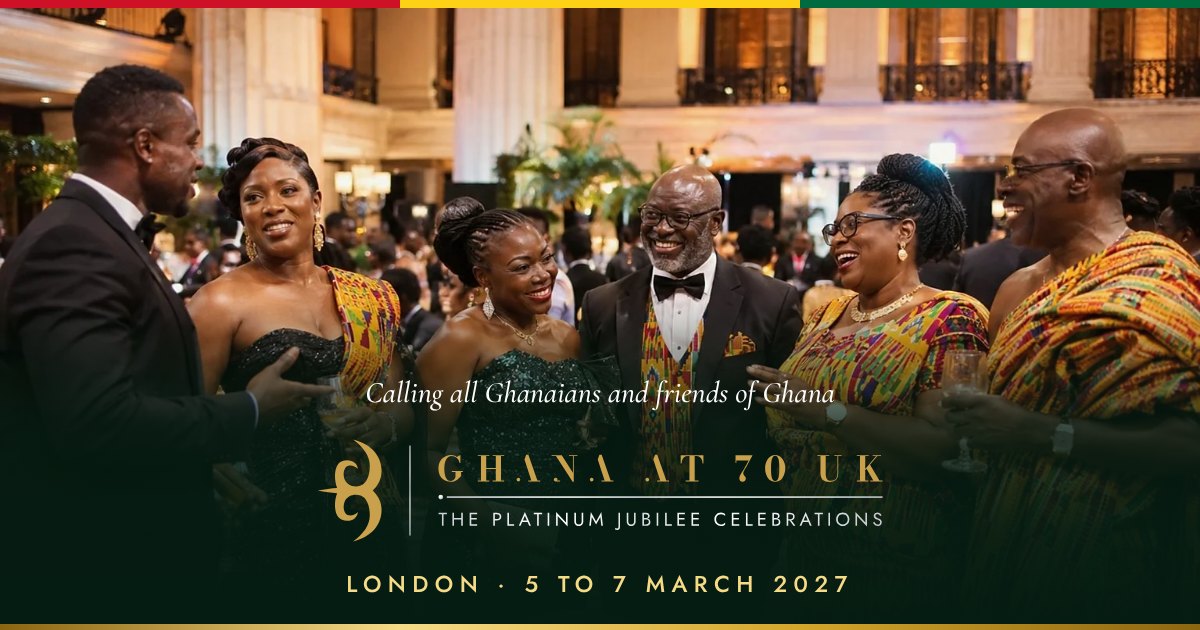 Calling all Ghanaians and friends of Ghana
GHANA AT 70 UK
THE PLATINUM JUBILEE CELEBRATIONS
LONDON · 5 TO 7 MARCH 2027